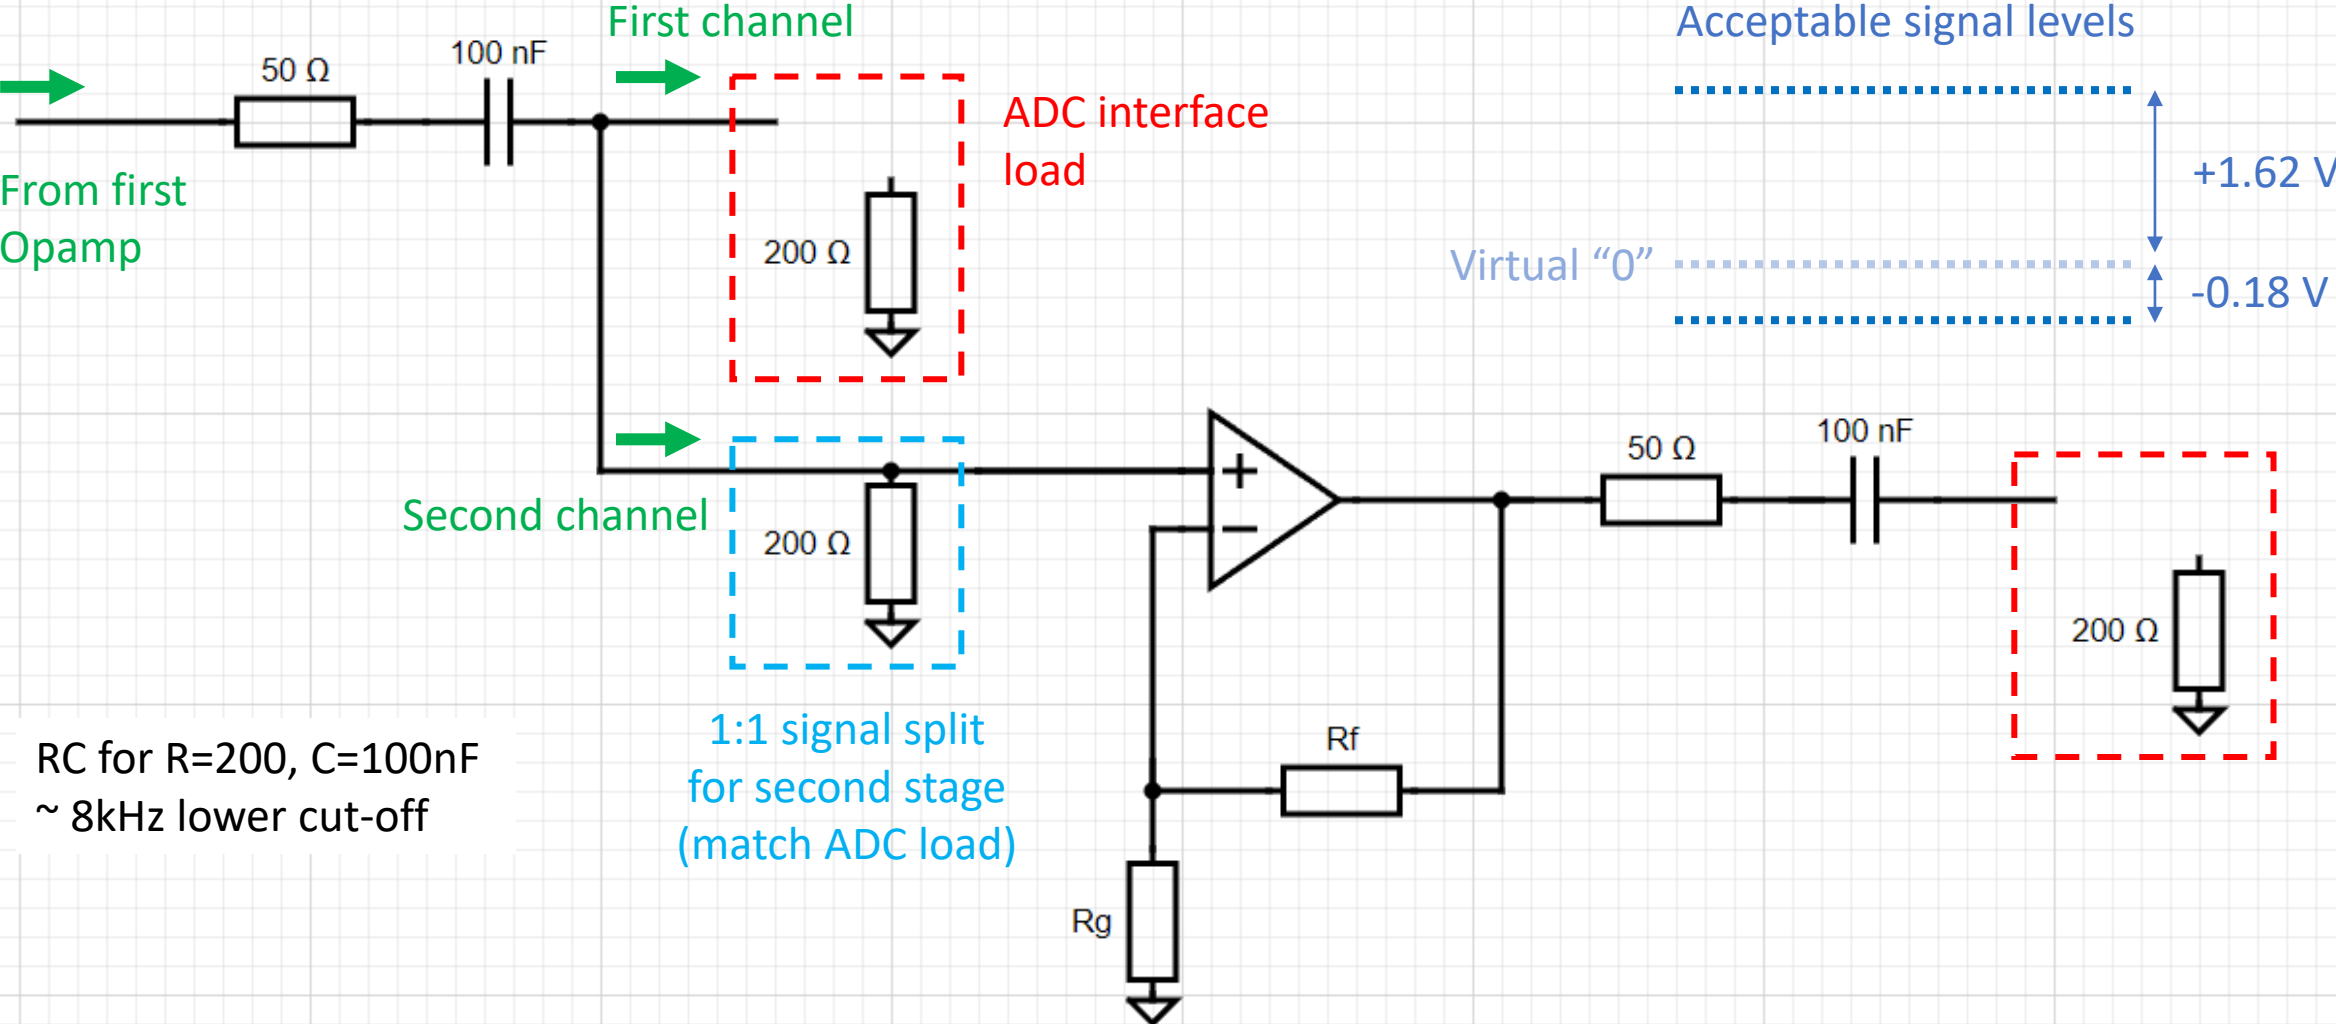 First channel
Acceptable signal levels
100 nF
50 Ω
ADC interface
load
+1.62 V
From first
Opamp
200 Ω
Virtual “0”
-0.18 V
100 nF
50 Ω
+
Second channel
200 Ω
−
200 Ω
1:1 signal split
for second stage
(match ADC load)
Rf
RC for R=200, C=100nF
~ 8kHz lower cut-off
Rg